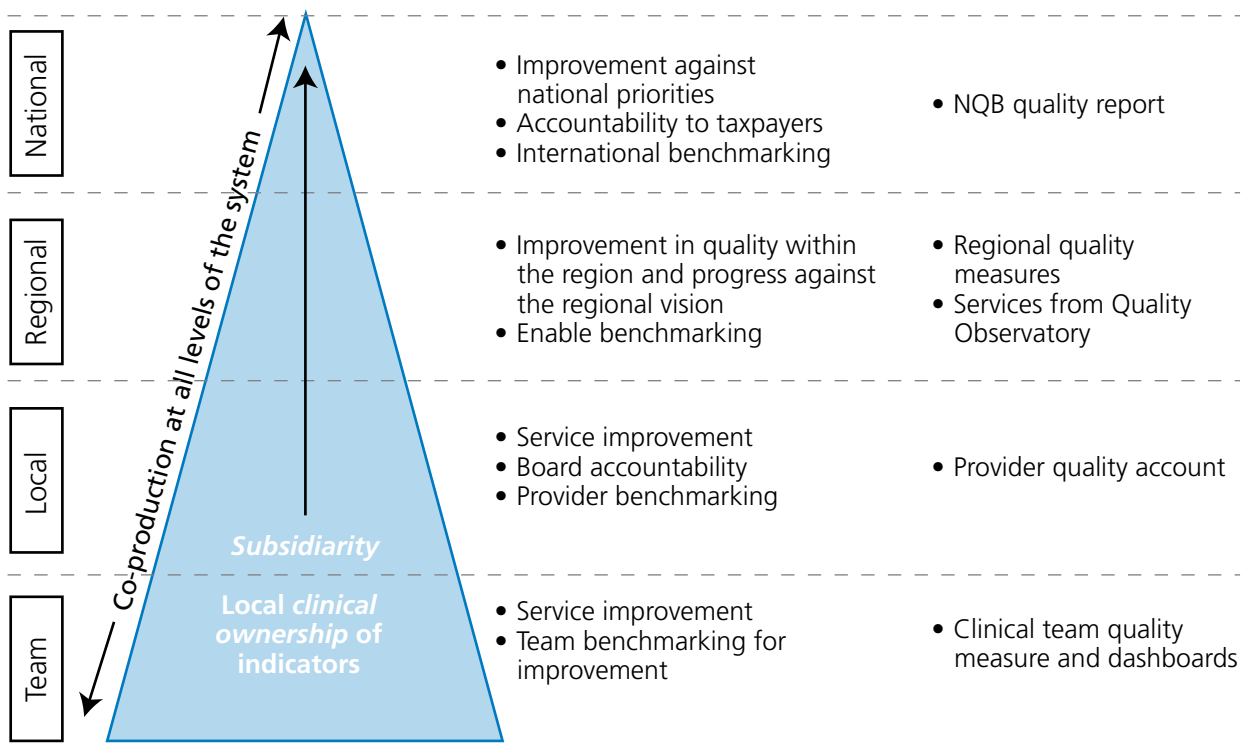 National
• Improvement against
national priorities
• Accountability to taxpayers
• International benchmarking
• NQB quality report
Regional
• Improvement in quality within
the region and progress against
the regional vision
• Enable benchmarking
• Regional quality
measures
• Services from Quality
Observatory
Local
• Service improvement
• Board accountability
• Provider benchmarking
• Provider quality account
Team
• Service improvement
• Team benchmarking for
improvement
• Clinical team quality
measure and dashboards
Co-production at all levels of the system
Subsidiarity
Local clinical
ownership of
indicators